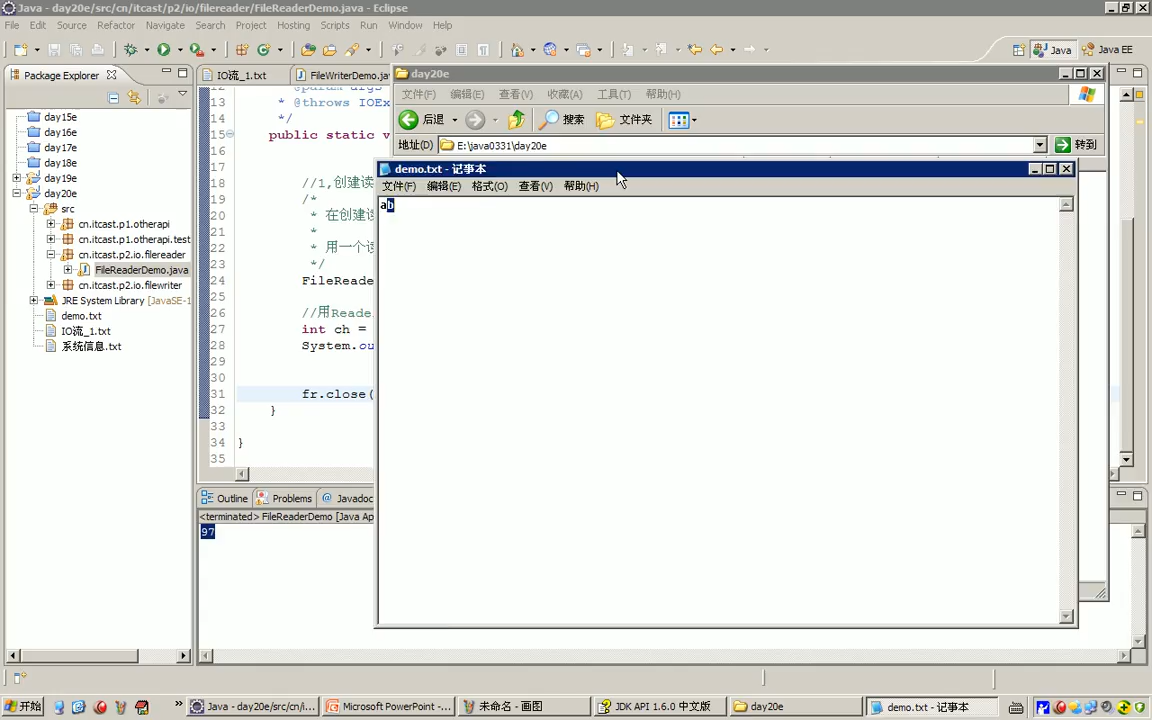 Java - day20e/src/cn/itcast/p2/io/filereader/FileReaderDemo.java - Eclipse
File Edit Source Refactor Navigate Search Project Hosting Scripts Run Window Help
Java
Java EE
Package Explorer
day15e
day16e
day17e
day18e
day19e
day20e
src
cn.itcast.p1.otherapi
cn.itcast.p1.otherapi.test
cn.itcast.p2.io.filereader
FileReaderDemo.java
cn.itcast.p2.io.filewriter
JRE System Library [JavaSE-1
demo.txt
IO流_1.txt
系统信息.txt
IO流_1.txt
FileWriterDemo.ja
13 * @throws IOEx
14 */
15 public static v
16
17
18 //1,创建读
19 /*
20 * 在创建读
21 *
22 * 用一个读
23 */
24 FileReade
25
26 //用Reade
27 int ch =
28 System.ou
29
30
31 fr.close(
32 }
33
34 }
35
day20e
文件(F) 编辑(E) 查看(V) 收藏(A) 工具(T) 帮助(H)
后退 搜索 文件夹
地址(D) E:\java0331\day20e 转到
demo.txt - 记事本
文件(F) 编辑(E) 格式(O) 查看(V) 帮助(H)
ab
Outline Problems Javadoc
<terminated> FileReaderDemo [Java Ap
97
开始
Java - day20e/src/cn/i...
Microsoft PowerPoint - ...
未命名 - 画图
JDK API 1.6.0 中文版
day20e
demo.txt - 记事本